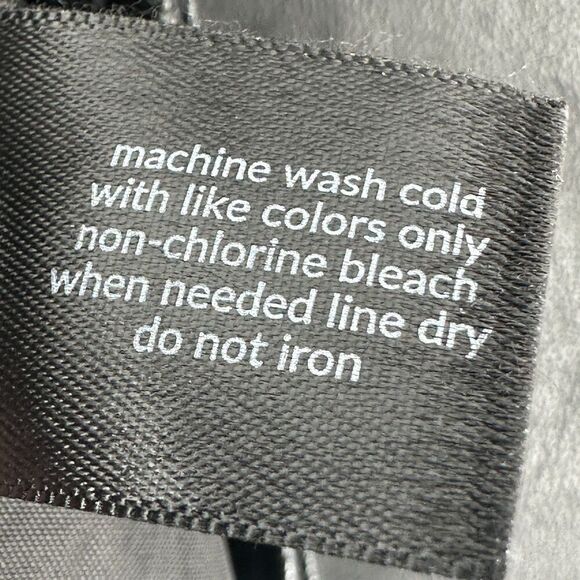 machine wash cold
with like colors only
non-chlorine bleach
when needed line dry
do not iron